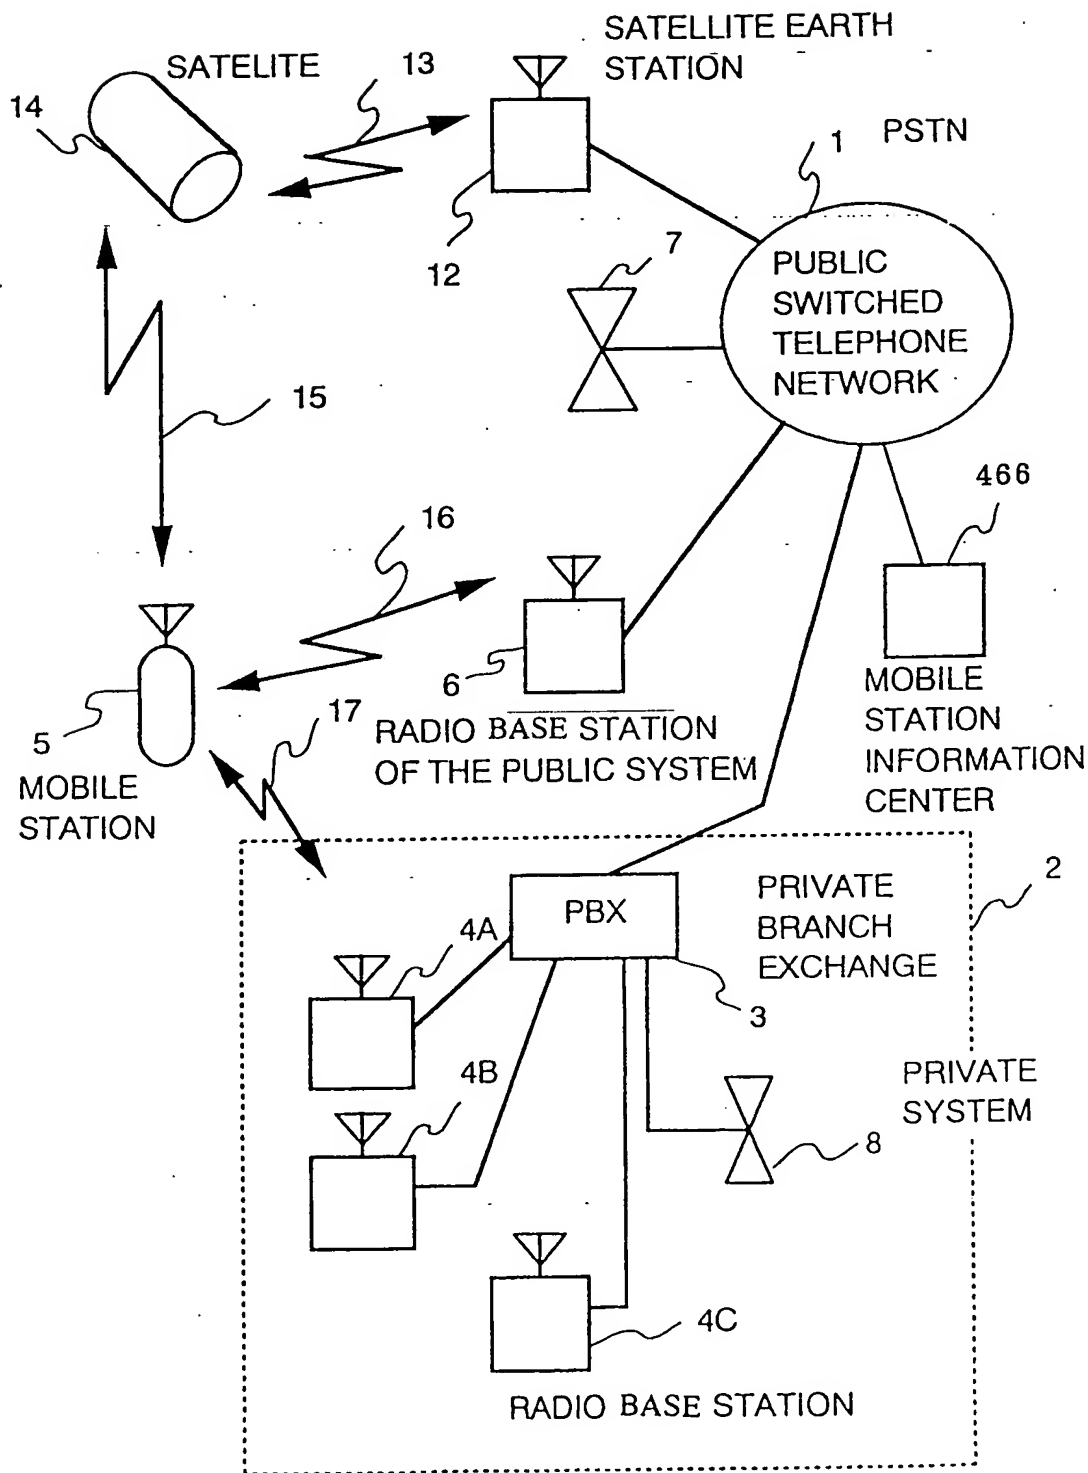 SATELLITE EARTH
STATION
SATELITE
13
14
1
PSTN
12
7
PUBLIC
SWITCHED
TELEPHONE
NETWORK
15
466
16
6
5
17
MOBILE
STATION
RADIO BASE STATION
OF THE PUBLIC SYSTEM
MOBILE
STATION
INFORMATION
CENTER
2
PBX
PRIVATE
BRANCH
EXCHANGE
4A
3
4B
PRIVATE
SYSTEM
8
4C
RADIO BASE STATION